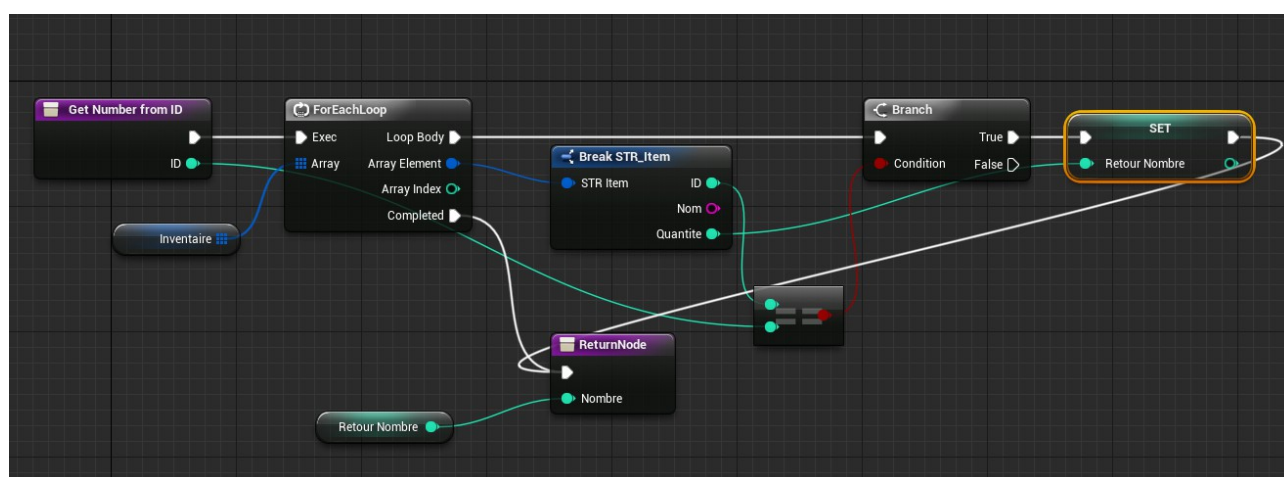 Get Number from ID
ID
Inventaire
ForEachLoop
Exec
Loop Body
Array
Array Element
Array Index
Completed
Break STR_Item
STR Item
ID
Nom
Quantite
==
Branch
True
Condition
False
SET
Retour Nombre
ReturnNode
Nombre
Retour Nombre